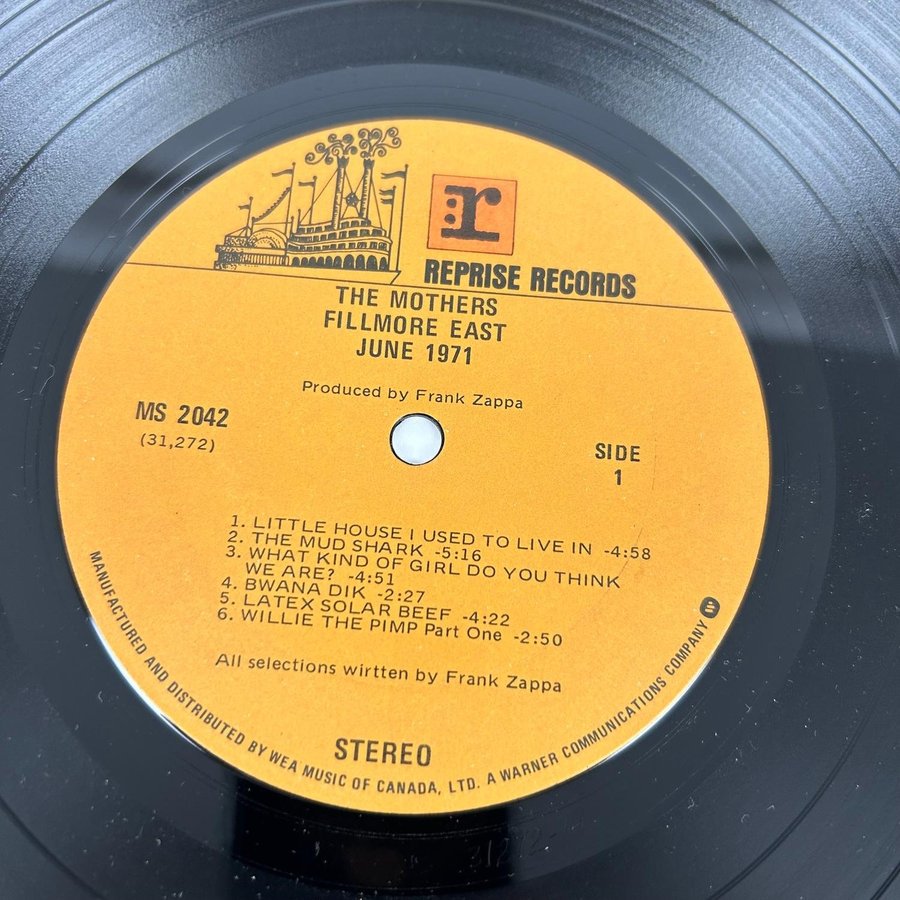 r
REPRISE RECORDS
THE MOTHERS
FILLMORE EAST
JUNE 1971
Produced by Frank Zappa
MS 2042
(31,272)
SIDE
1
1. LITTLE HOUSE I USED TO LIVE IN -4:58
2. THE MUD SHARK -5:16
3. WHAT KIND OF GIRL DO YOU THINK
WE ARE? -4:51
4. BWANA DIK -2:27
5. LATEX SOLAR BEEF -4:22
6. WILLIE THE PIMP Part One -2:50
All selections wirtten by Frank Zappa
STEREO
MANUFACTURED AND DISTRIBUTED BY WEA MUSIC OF CANADA, LTD. A WARNER COMMUNICATIONS COMPANY